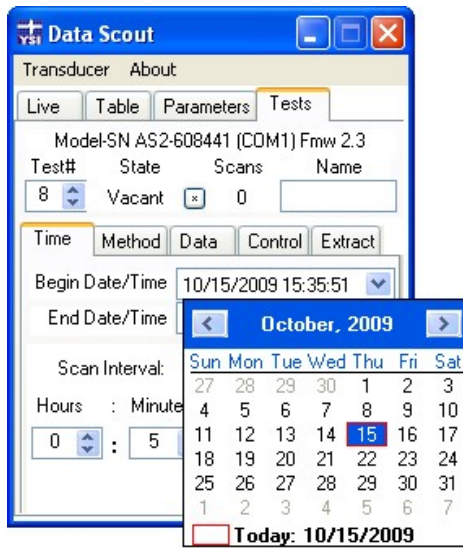 YSI Data Scout
Transducer About
Live Table Parameters Tests
Model-SN AS2-608441 (COM1) Fmw 2.3
Test# State Scans Name
8 Vacant × 0
Time Method Data Control Extract
Begin Date/Time 10/15/2009 15:35:51
End Date/Time
Scan Interval:
Hours : Minute
0 : 5
October, 2009
Sun Mon Tue Wed Thu Fri Sat
27 28 29 30 1 2 3
4 5 6 7 8 9 10
11 12 13 14 15 16 17
18 19 20 21 22 23 24
25 26 27 28 29 30 31
1 2 3 4 5 6 7
Today: 10/15/2009